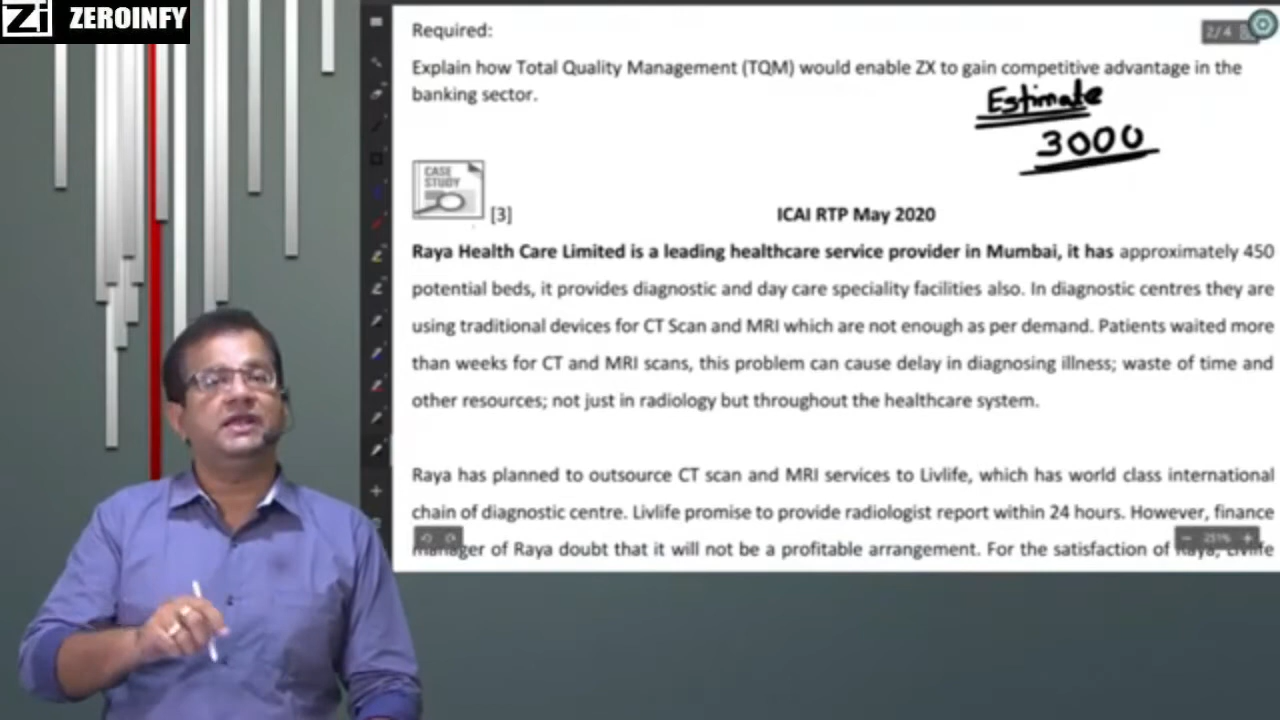 Zi ZEROINFY
Required:
2/4
Explain how Total Quality Management (TQM) would enable ZX to gain competitive advantage in the
banking sector.
Estimate
3000
CASE
STUDY
[3]
ICAI RTP May 2020
Raya Health Care Limited is a leading healthcare service provider in Mumbai, it has approximately 450
potential beds, it provides diagnostic and day care speciality facilities also. In diagnostic centres they are
using traditional devices for CT Scan and MRI which are not enough as per demand. Patients waited more
than weeks for CT and MRI scans, this problem can cause delay in diagnosing illness; waste of time and
other resources; not just in radiology but throughout the healthcare system.
Raya has planned to outsource CT scan and MRI services to Livlife, which has world class international
chain of diagnostic centre. Livlife promise to provide radiologist report within 24 hours. However, finance
manager of Raya doubt that it will not be a profitable arrangement. For the satisfaction of Raya, Livlife
251%